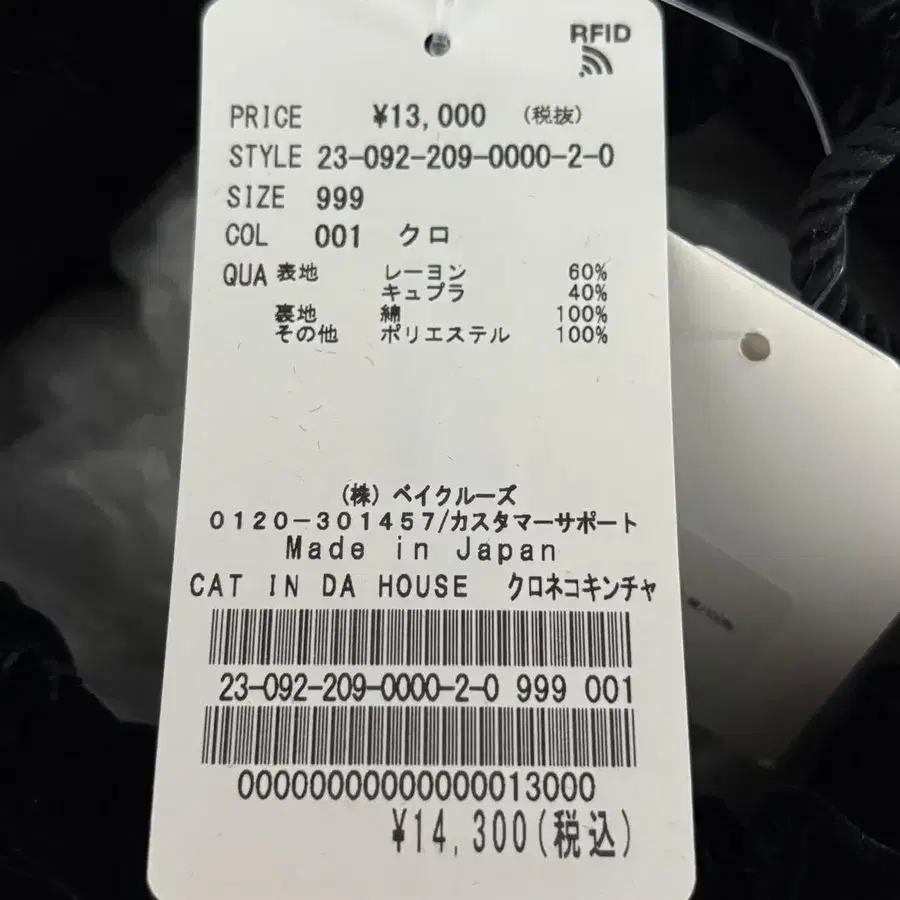 RFID
PRICE ¥13,000 (税抜)
STYLE 23-092-209-0000-2-0
SIZE 999
COL 001 クロ
QUA 表地 レーヨン 60%
キュプラ 40%
裏地 綿 100%
その他 ポリエステル 100%
(株) ベイクルーズ
0120-301457/カスタマーサポート
Made in Japan
CAT IN DA HOUSE クロネコキンチャ
23-092-209-0000-2-0 999 001
0000000000000000013000
¥14,300(税込)